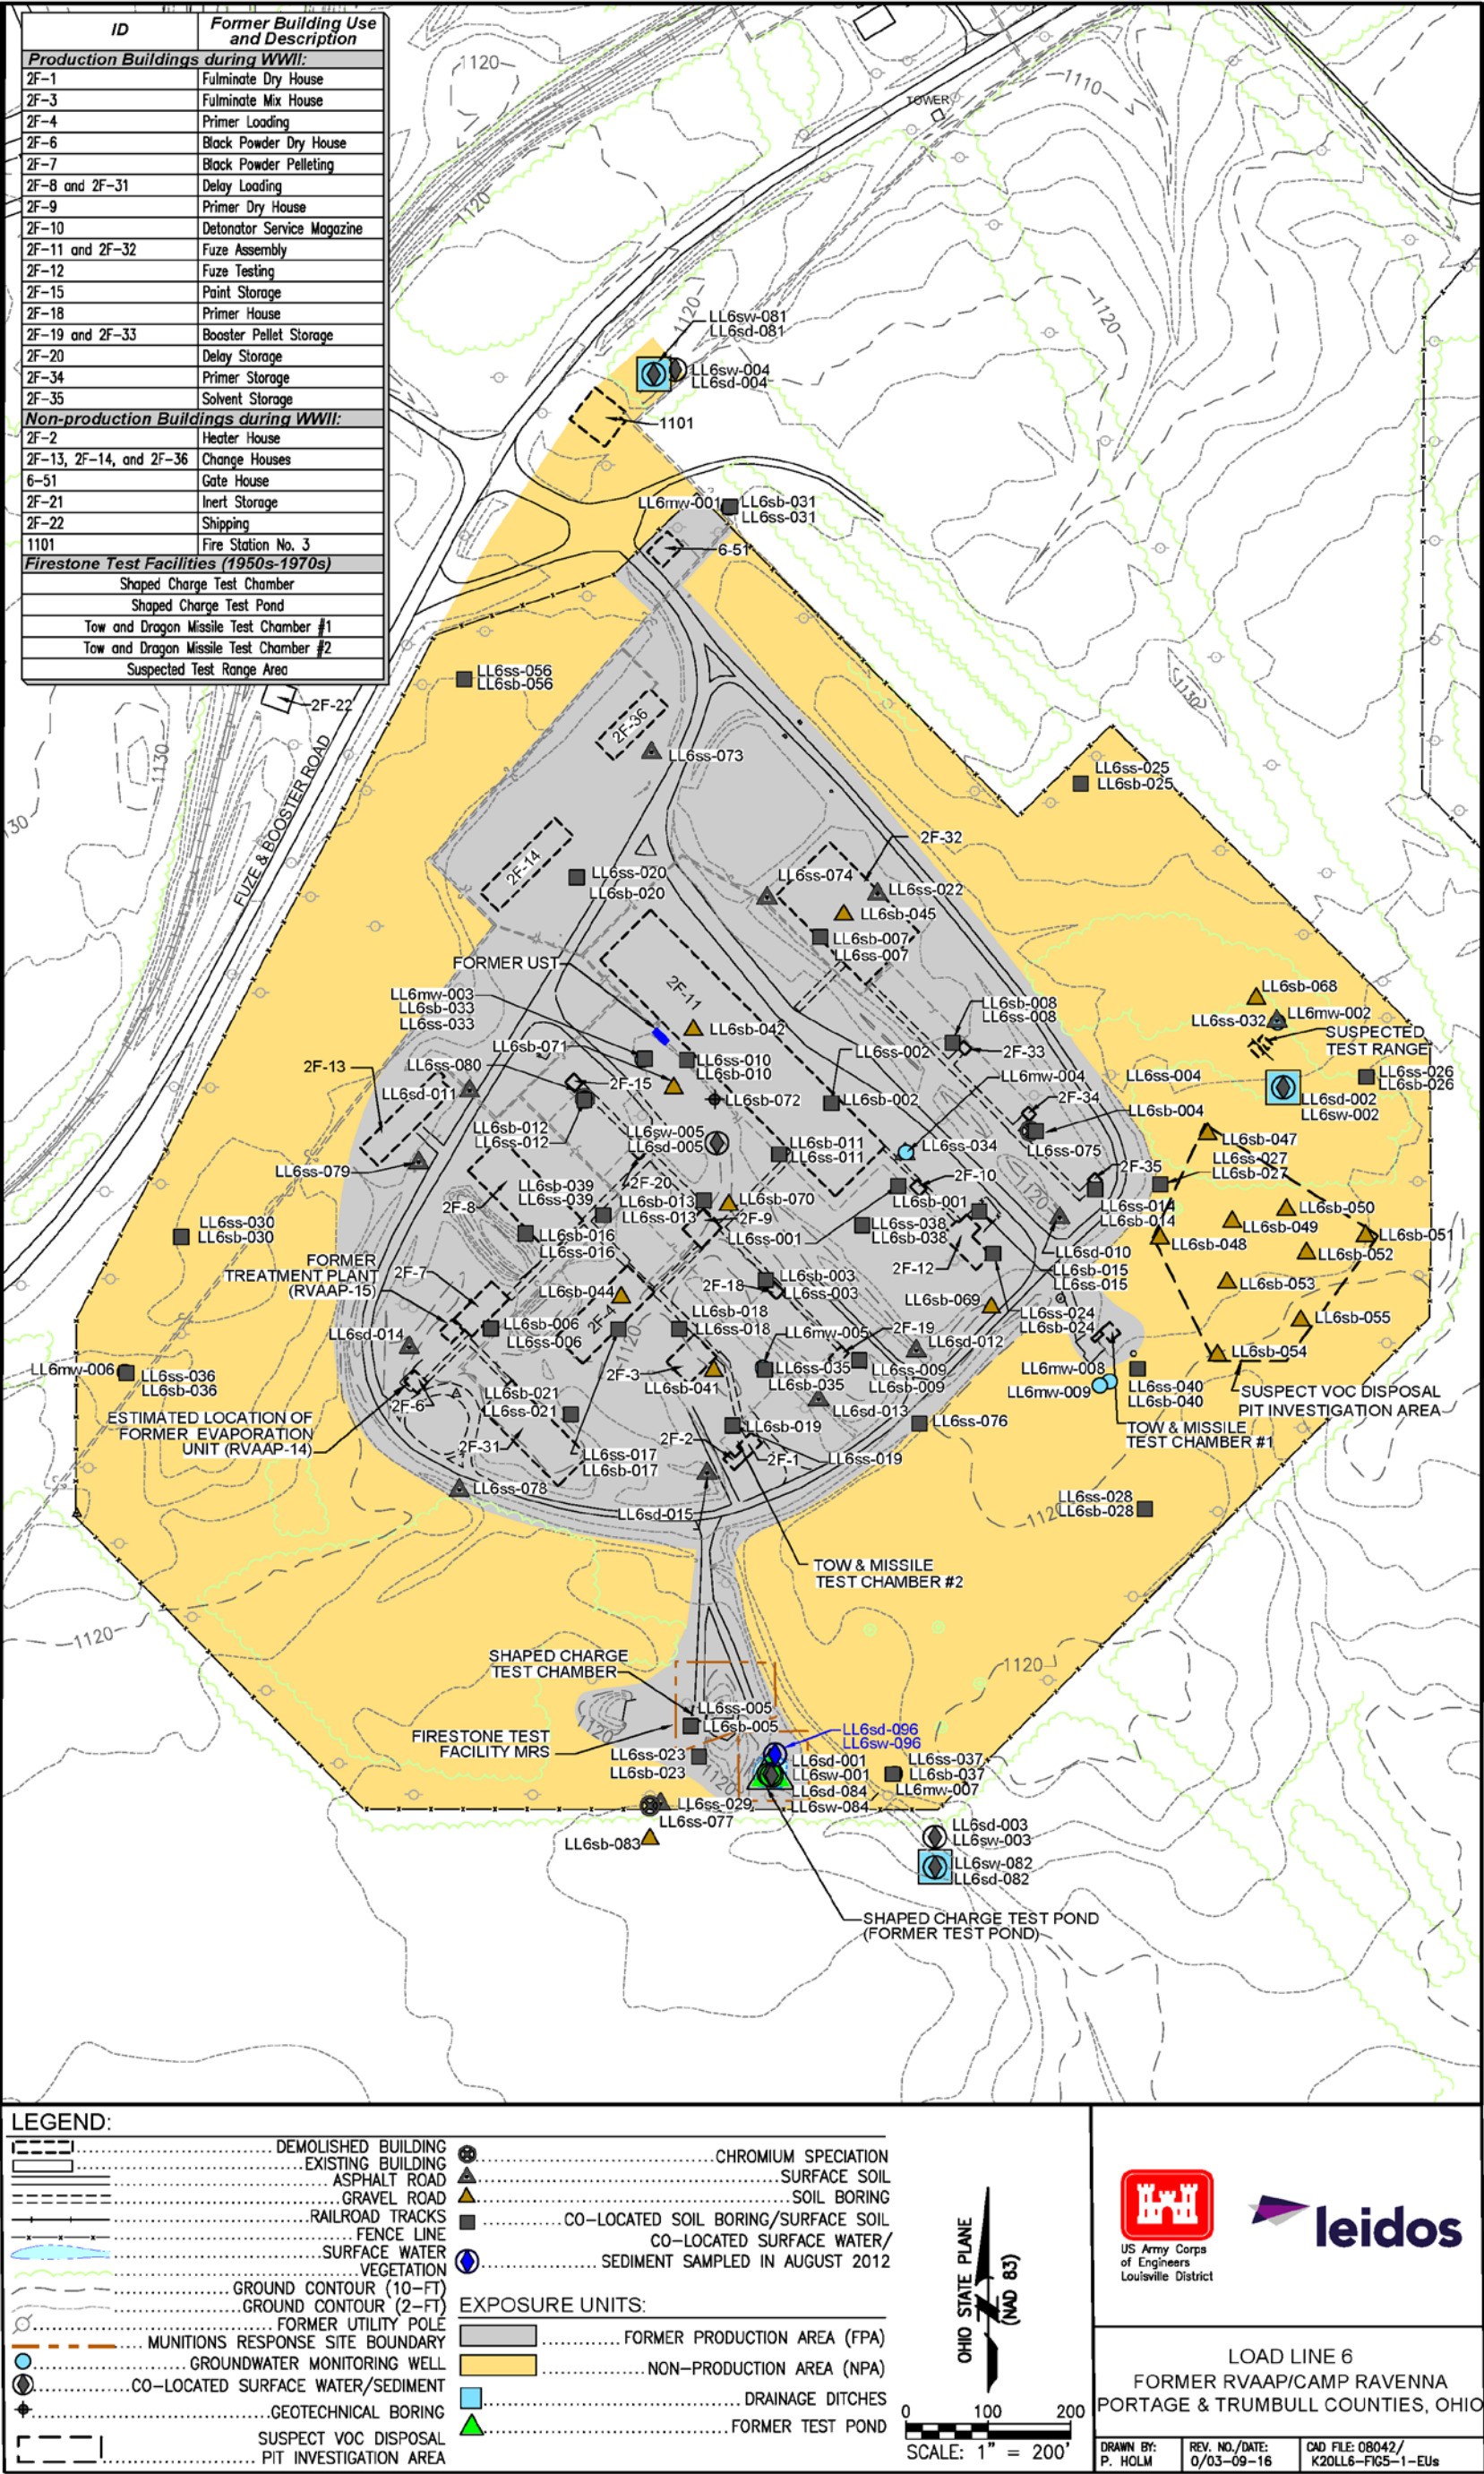 ID Former Building Use
and Description
Production Buildings during WWII:
2F-1 Fulminate Dry House
2F-3 Fulminate Mix House
2F-4 Primer Loading
2F-6 Black Powder Dry House
2F-7 Black Powder Pelleting
2F-8 and 2F-31 Delay Loading
2F-9 Primer Dry House
2F-10 Detonator Service Magazine
2F-11 and 2F-32 Fuze Assembly
2F-12 Fuze Testing
2F-15 Paint Storage
2F-18 Primer House
2F-19 and 2F-33 Booster Pellet Storage
2F-20 Delay Storage
2F-34 Primer Storage
2F-35 Solvent Storage
Non-production Buildings during WWII:
2F-2 Heater House
2F-13, 2F-14, and 2F-36 Change Houses
6-51 Gate House
2F-21 Inert Storage
2F-22 Shipping
1101 Fire Station No. 3
Firestone Test Facilities (1950s-1970s)
Shaped Charge Test Chamber
Shaped Charge Test Pond
Tow and Dragon Missile Test Chamber #1
Tow and Dragon Missile Test Chamber #2
Suspected Test Range Area
1120
1110
TOWER
1120
1120
1120
LL6sw-081
LL6sd-081
LL6sw-004
LL6sd-004
1101
LL6mw-001
LL6sb-031
LL6ss-031
6-51
LL6ss-056
LL6sb-056
1130
2F-22
1130
130
FUZE & BOOSTER ROAD
2F-36
LL6ss-073
LL6ss-025
LL6sb-025
2F-32
2F-14
LL6ss-020
LL6sb-020
LL6ss-074
LL6ss-022
LL6sb-045
LL6sb-007
LL6ss-007
FORMER UST
2F-11
LL6mw-003
LL6sb-033
LL6ss-033
LL6sb-042
LL6sb-008
LL6ss-008
LL6sb-068
LL6ss-032
LL6mw-002
SUSPECTED
TEST RANGE
LL6sb-071
LL6ss-010
LL6sb-010
LL6ss-002
2F-33
2F-13
LL6ss-080
2F-15
LL6mw-004
LL6ss-004
LL6ss-026
LL6sb-026
LL6sd-011
LL6sb-072
LL6sb-002
2F-34
LL6sb-004
LL6sd-002
LL6sw-002
LL6sb-012
LL6ss-012
LL6sw-005
LL6sd-005
LL6sb-011
LL6ss-011
LL6ss-034
LL6ss-075
LL6sb-047
LL6ss-027
LL6sb-027
LL6ss-079
2F-20
2F-10
2F-35
2F-8
LL6sb-039
LL6ss-039
LL6sb-013
LL6ss-013
LL6sb-070
2F-9
LL6sb-001
LL6ss-001
1120
LL6ss-014
LL6sb-014
LL6sb-050
LL6sb-049
LL6ss-030
LL6sb-030
LL6sb-016
LL6ss-016
LL6ss-038
LL6sb-038
LL6sb-048
LL6sb-051
LL6sb-052
FORMER
TREATMENT PLANT
(RVAAP-15)
2F-7
2F-12
LL6sd-010
LL6sb-015
LL6ss-015
LL6sb-044
2F-18
LL6sb-003
LL6ss-003
LL6sb-053
2F-4
LL6sb-069
LL6ss-024
LL6sb-024
LL6sb-055
LL6sd-014
LL6sb-006
LL6ss-006
1120
LL6sb-018
LL6ss-018
LL6mw-005
2F-19
LL6sd-012
LL6sb-054
LL6mw-006
LL6ss-036
LL6sb-036
2F-3
LL6sb-041
LL6ss-035
LL6sb-035
LL6ss-009
LL6sb-009
LL6mw-008
LL6mw-009
LL6ss-040
LL6sb-040
SUSPECT VOC DISPOSAL
PIT INVESTIGATION AREA
2F-6
LL6sb-021
LL6ss-021
LL6sd-013
LL6ss-076
TOW & MISSILE
TEST CHAMBER #1
ESTIMATED LOCATION OF
FORMER EVAPORATION
UNIT (RVAAP-14)
2F-31
LL6ss-017
LL6sb-017
2F-2
LL6sb-019
2F-1
LL6ss-019
LL6ss-078
LL6sd-015
LL6ss-028
LL6sb-028
1120
TOW & MISSILE
TEST CHAMBER #2
1120
1120
SHAPED CHARGE
TEST CHAMBER
1120
LL6ss-005
LL6sb-005
FIRESTONE TEST
FACILITY MRS
LL6ss-023
LL6sb-023
1120
LL6sd-096
LL6sw-096
LL6sd-001
LL6sw-001
LL6sd-084
LL6sw-084
LL6ss-037
LL6sb-037
LL6mw-007
LL6ss-029
LL6ss-077
LL6sb-083
LL6sd-003
LL6sw-003
LL6sw-082
LL6sd-082
SHAPED CHARGE TEST POND
(FORMER TEST POND)
LEGEND:
DEMOLISHED BUILDING
EXISTING BUILDING
ASPHALT ROAD
GRAVEL ROAD
RAILROAD TRACKS
FENCE LINE
SURFACE WATER
VEGETATION
GROUND CONTOUR (10-FT)
GROUND CONTOUR (2-FT)
FORMER UTILITY POLE
MUNITIONS RESPONSE SITE BOUNDARY
GROUNDWATER MONITORING WELL
CO-LOCATED SURFACE WATER/SEDIMENT
GEOTECHNICAL BORING
SUSPECT VOC DISPOSAL
PIT INVESTIGATION AREA
CHROMIUM SPECIATION
SURFACE SOIL
SOIL BORING
CO-LOCATED SOIL BORING/SURFACE SOIL
CO-LOCATED SURFACE WATER/
SEDIMENT SAMPLED IN AUGUST 2012
EXPOSURE UNITS:
FORMER PRODUCTION AREA (FPA)
NON-PRODUCTION AREA (NPA)
DRAINAGE DITCHES
FORMER TEST POND
OHIO STATE PLANE
(NAD 83)
0 100 200
SCALE: 1" = 200'
US Army Corps
of Engineers
Louisville District
leidos
LOAD LINE 6
FORMER RVAAP/CAMP RAVENNA
PORTAGE & TRUMBULL COUNTIES, OHIO
DRAWN BY:
P. HOLM
REV. NO./DATE:
0/03-09-16
CAD FILE: 08042/
K20LL6-FIG5-1-EUs